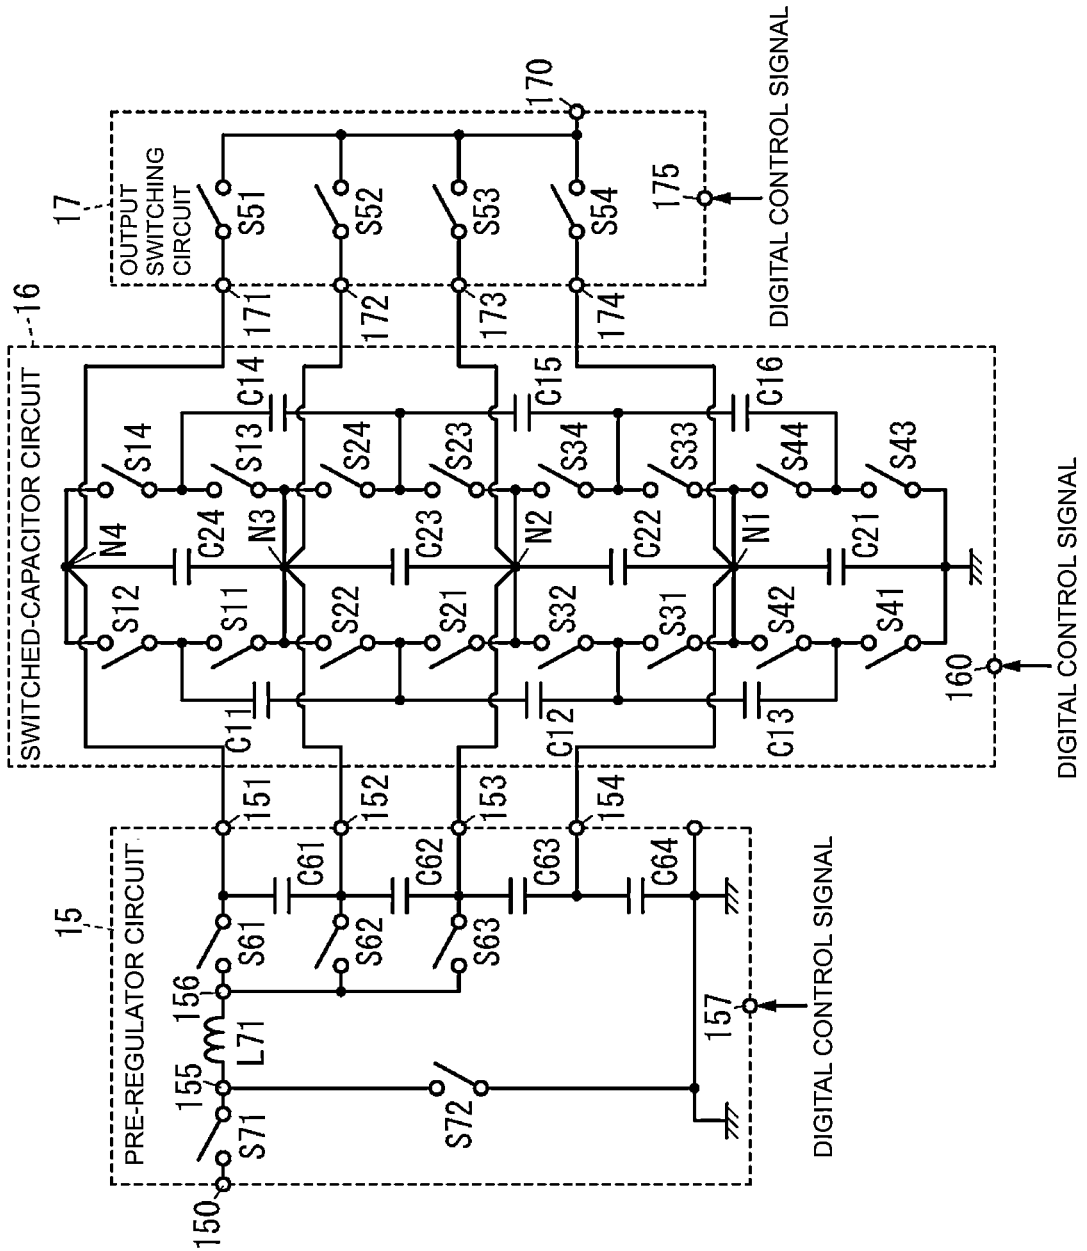 15
PRE-REGULATOR CIRCUIT
150
S71
155
L71
156
S61
S62
S63
S72
C61
C62
C63
C64
151
152
153
154
157
DIGITAL CONTROL SIGNAL
16
SWITCHED-CAPACITOR CIRCUIT
C11
C12
C13
S12
S11
S22
S21
S32
S31
S42
S41
N4
C24
N3
C23
N2
C22
N1
C21
S14
S13
S24
S23
S34
S33
S44
S43
C14
C15
C16
160
DIGITAL CONTROL SIGNAL
17
OUTPUT
SWITCHING
CIRCUIT
171
172
173
174
S51
S52
S53
S54
170
175
DIGITAL CONTROL SIGNAL